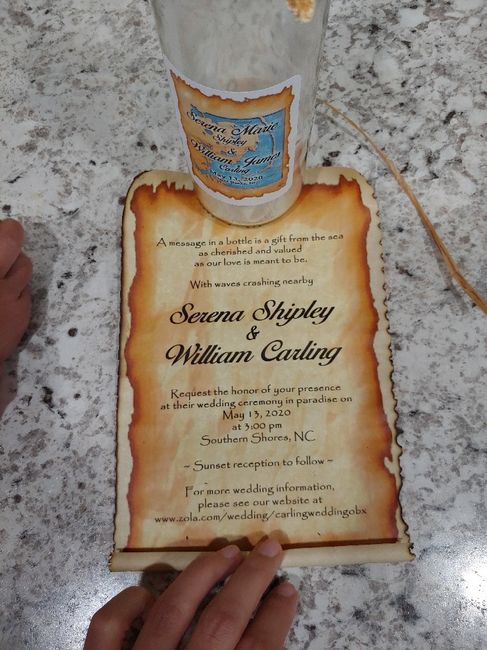 Serena Marie
Shipley
&
William James
Carling
May 13, 2020
A message in a bottle is a gift from the sea
as cherished and valued
as our love is meant to be.
With waves crashing nearby
Serena Shipley
&
William Carling
Request the honor of your presence
at their wedding ceremony in paradise on
May 13, 2020
at 3:00 pm
Southern Shores, NC
~ Sunset reception to follow ~
For more wedding information,
please see our website at
www.zola.com/wedding/carlingweddingobx